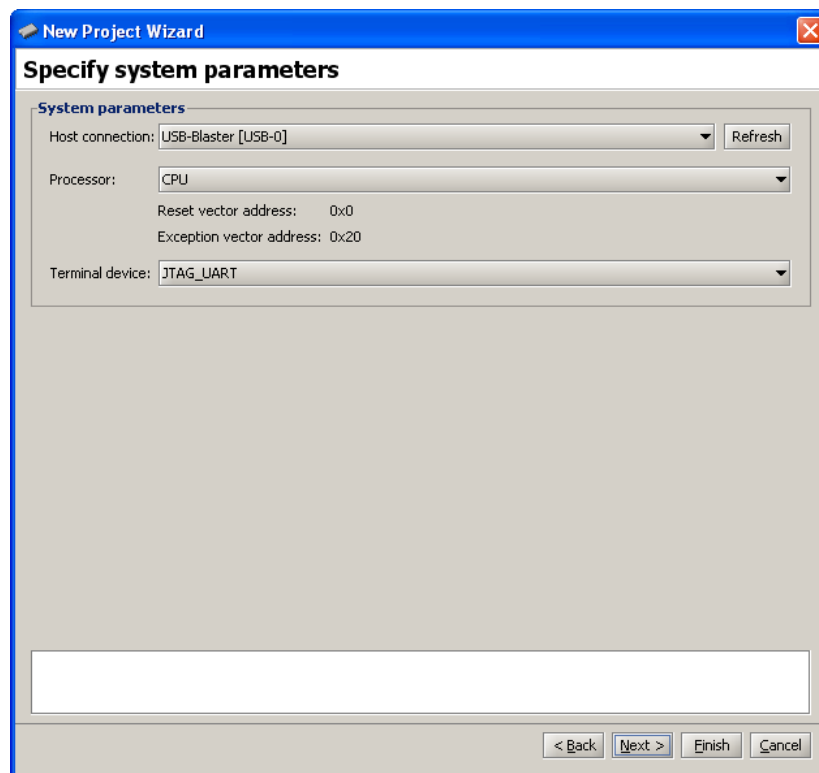 New Project Wizard
Specify system parameters
System parameters
Host connection: USB-Blaster [USB-0] Refresh
Processor: CPU
Reset vector address: 0x0
Exception vector address: 0x20
Terminal device: JTAG_UART
< Back Next > Finish Cancel